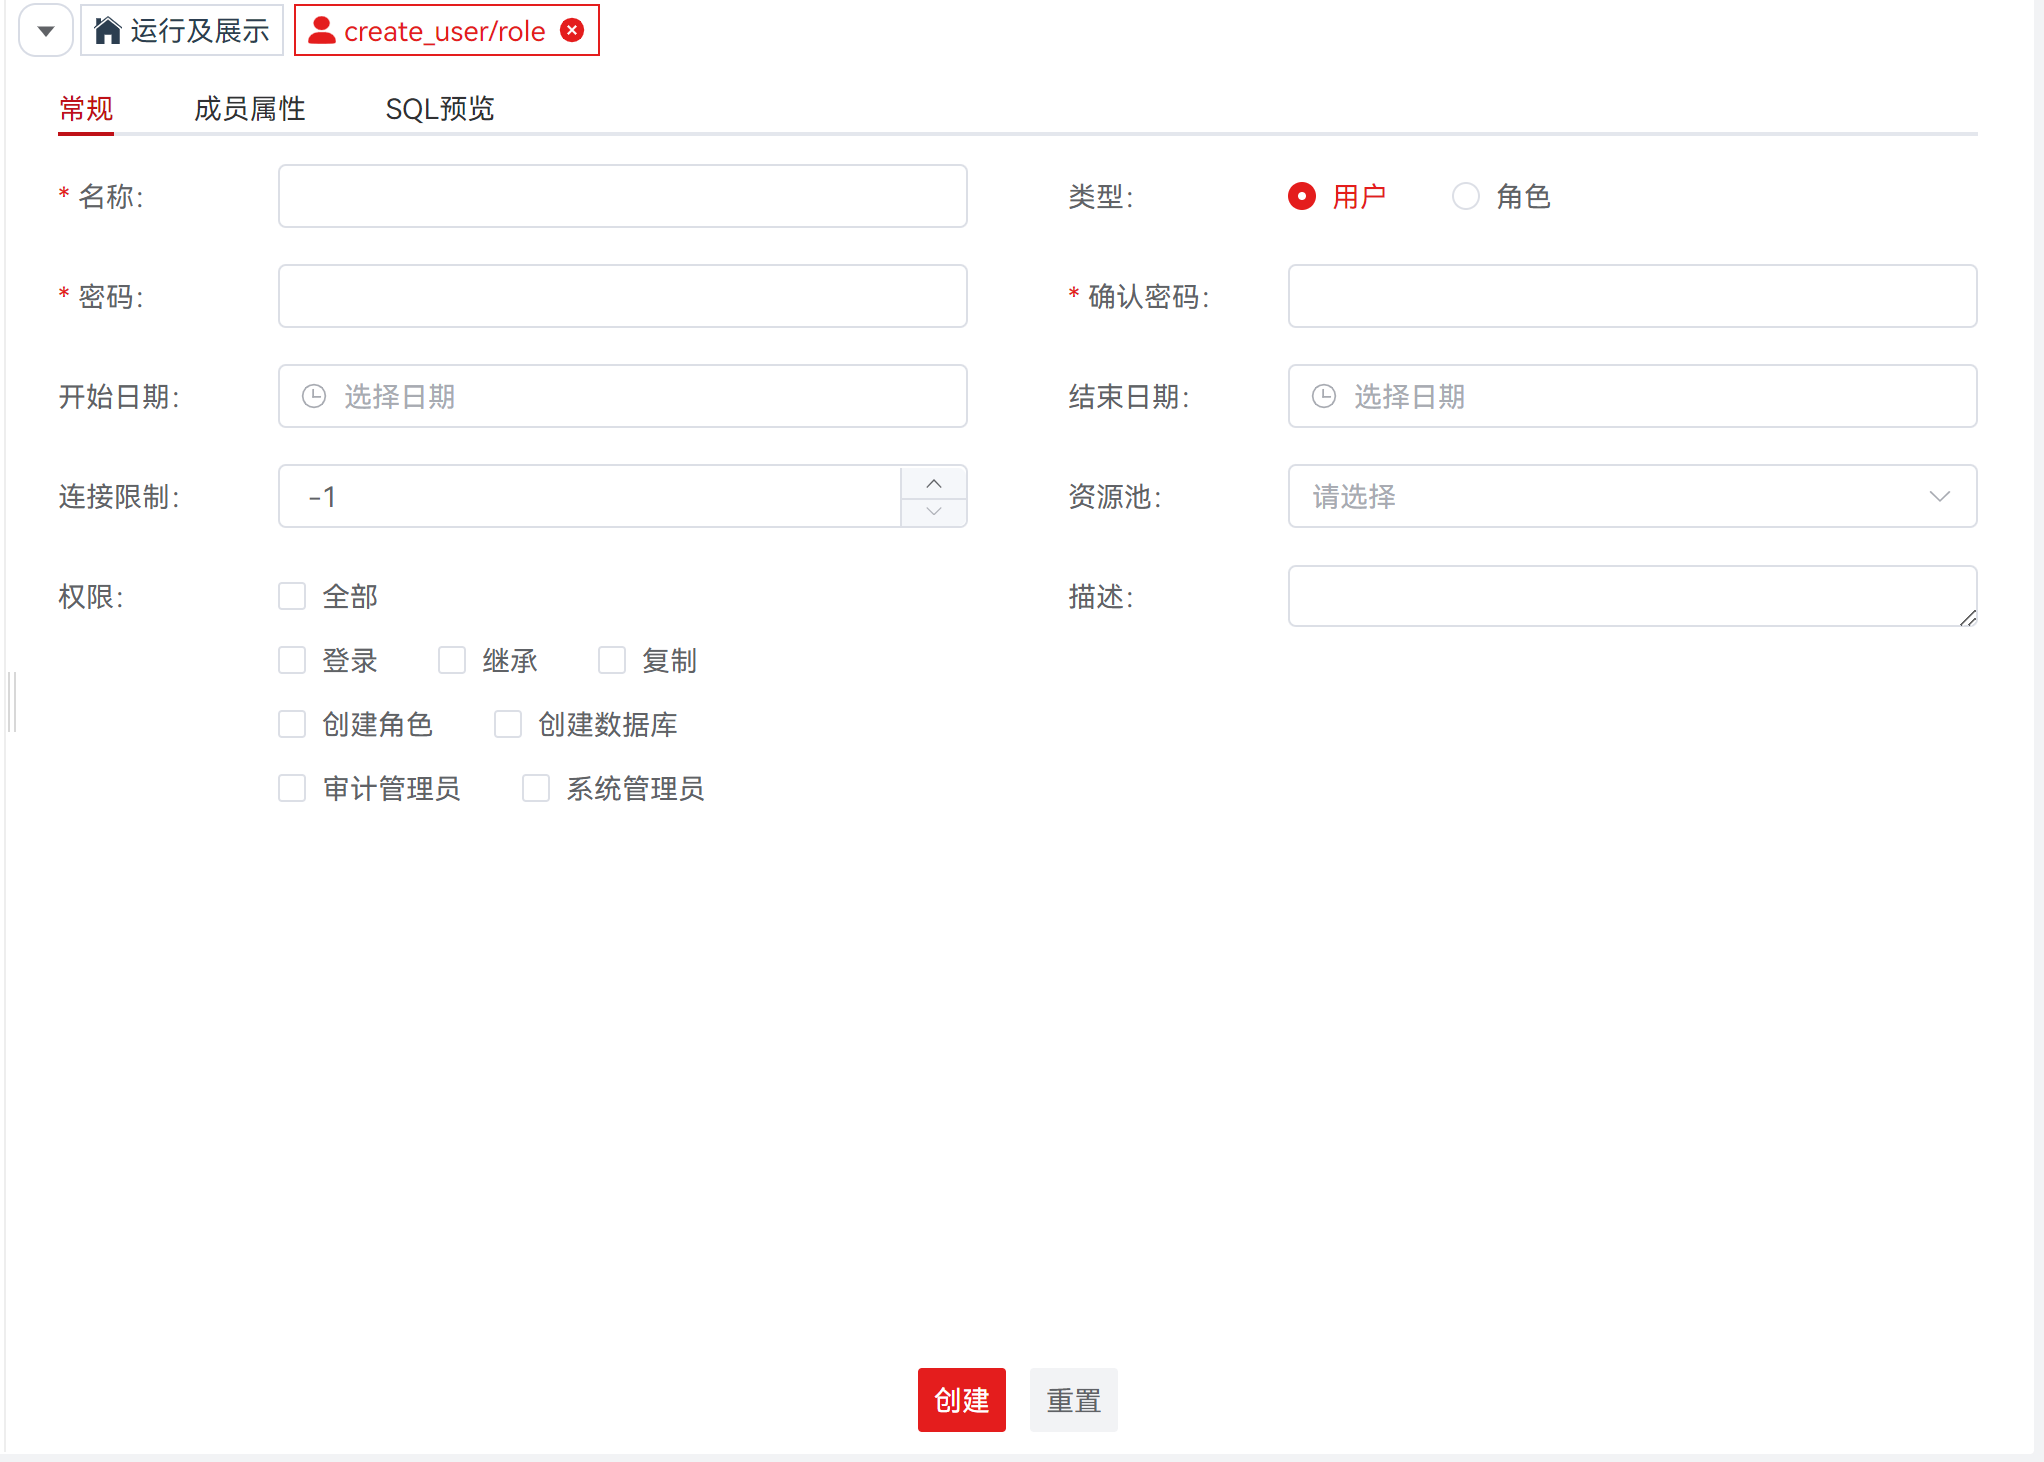 运行及展示 create_user/role
常规 成员属性 SQL预览
* 名称: 类型: 用户 角色
* 密码: * 确认密码:
开始日期: 选择日期 结束日期: 选择日期
连接限制: -1 资源池: 请选择
权限: 全部 描述:
登录 继承 复制
创建角色 创建数据库
审计管理员 系统管理员
创建 重置